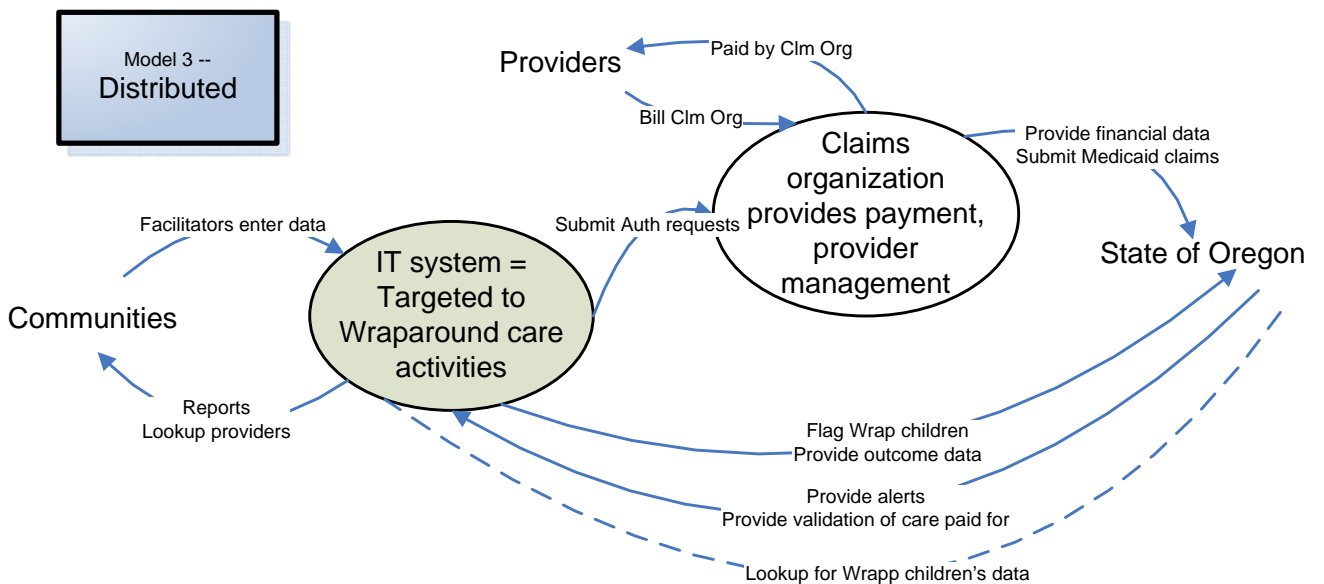 Model 3 --
Distributed
Providers
Paid by Clm Org
Bill Clm Org
Claims
organization
provides payment,
provider
management
Provide financial data
Submit Medicaid claims
State of Oregon
Facilitators enter data
Submit Auth requests
IT system =
Targeted to
Wraparound care
activities
Communities
Reports
Lookup providers
Flag Wrap children
Provide outcome data
Provide alerts
Provide validation of care paid for
Lookup for Wrapp children's data